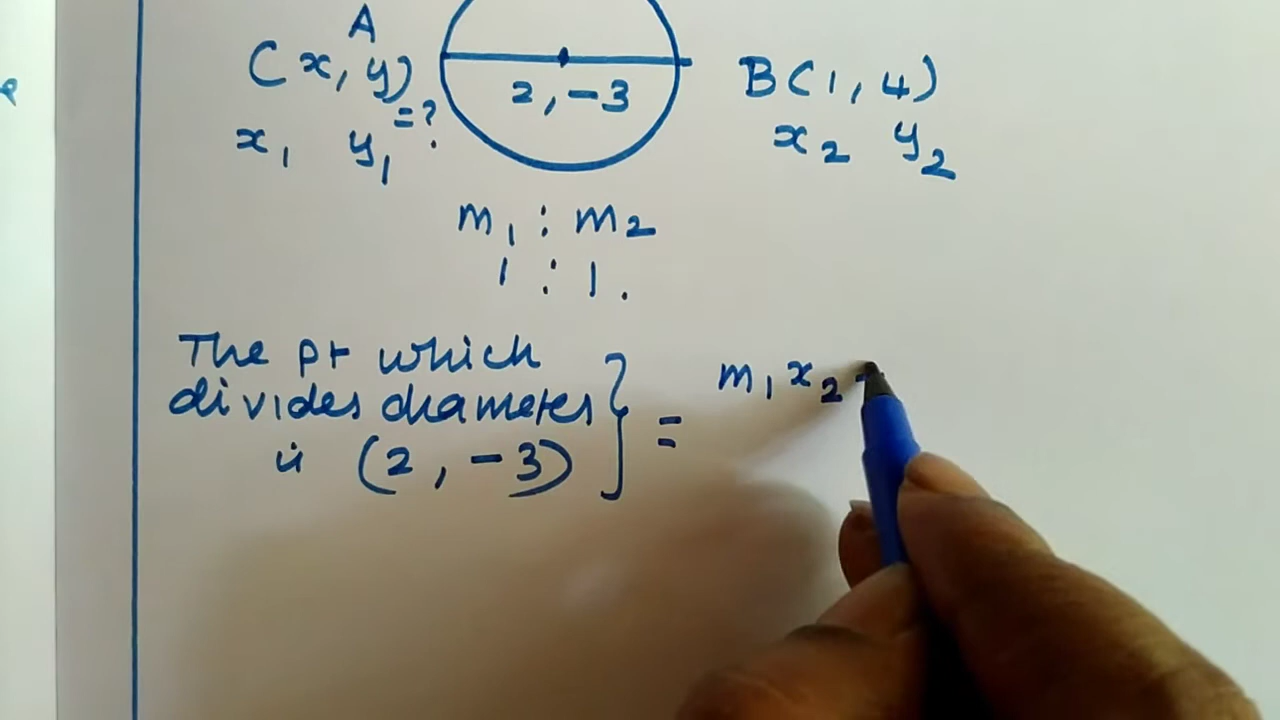 A
(x, y) = ?
x₁ y₁
2, -3
B(1, 4)
x₂ y₂
m₁ : m₂
1 : 1.
The pt which
divides diameter
is (2, -3) } =
m₁x₂ +